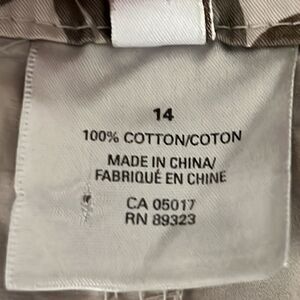 14
100% COTTON/COTON
MADE IN CHINA/
FABRIQUÉ EN CHINE
CA 05017
RN 89323